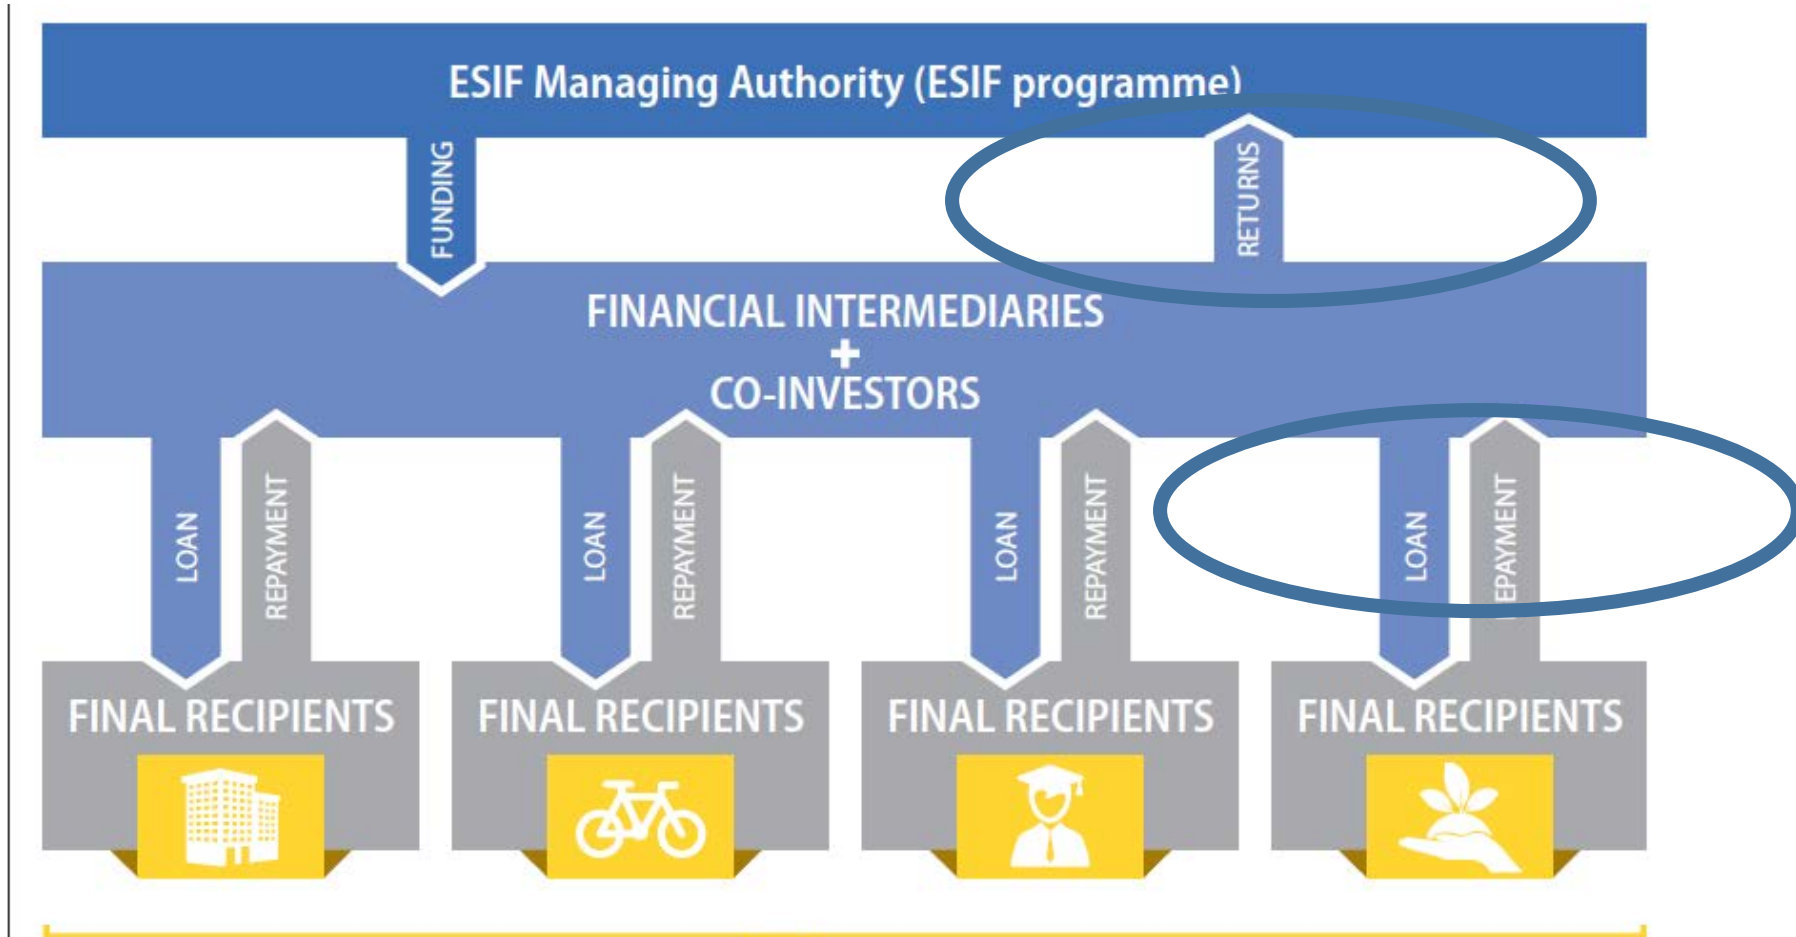 ESIF Managing Authority (ESIF programme)
FUNDING
RETURNS
FINANCIAL INTERMEDIARIES
+
CO-INVESTORS
LOAN
REPAYMENT
LOAN
REPAYMENT
LOAN
REPAYMENT
LOAN
EPAYMENT
FINAL RECIPIENTS
FINAL RECIPIENTS
FINAL RECIPIENTS
FINAL RECIPIENTS